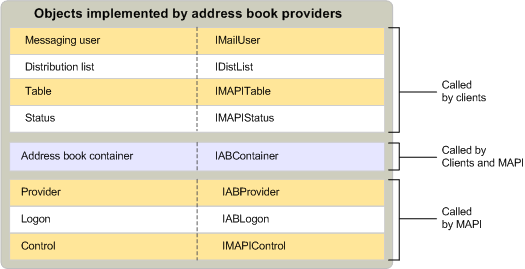 Objects implemented by address book providers
Messaging user IMailUser
Distribution list IDistList
Table IMAPITable
Status IMAPIStatus
Called
by clients
Address book container IABContainer
Called by
Clients and MAPI
Provider IABProvider
Logon IABLogon
Control IMAPIControl
Called
by MAPI